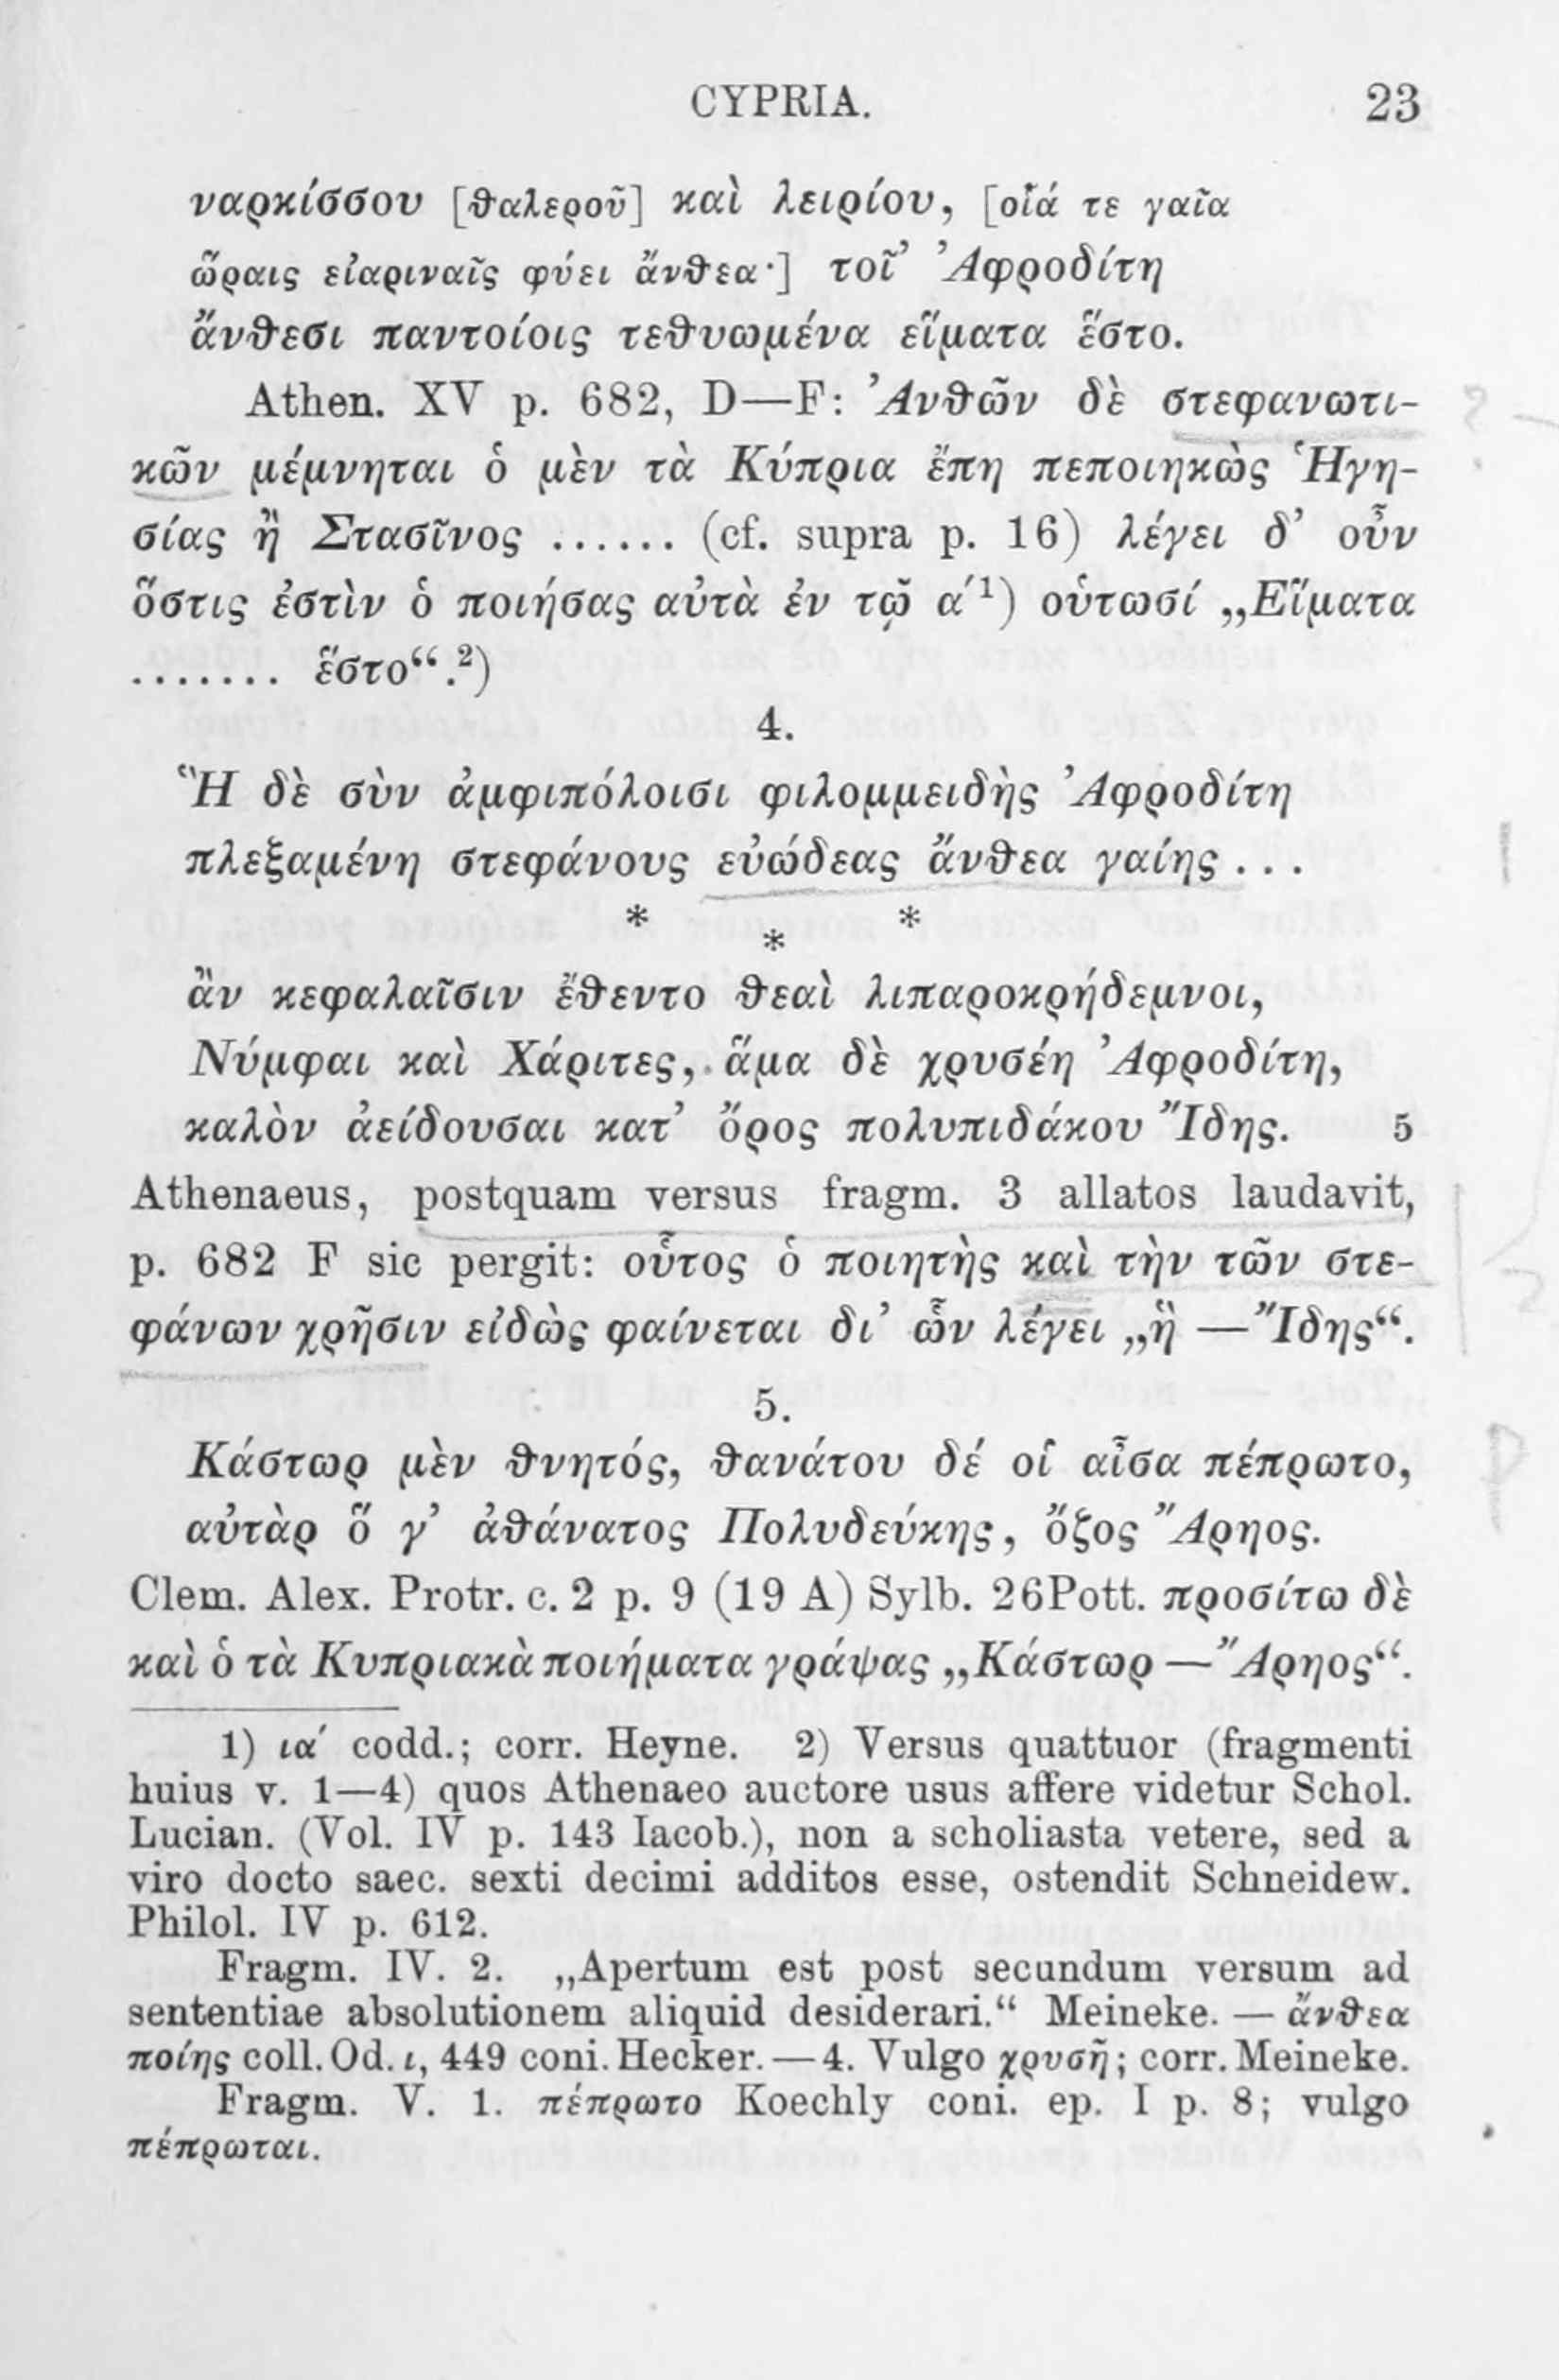 CYPRIA. 23
ναρκίσσου [θαλεροῦ] καὶ λειρίου, [οἷά τε γαῖα
ὥραις εἰαριναῖς φύει ἄνθεα·] τοῖ’ Ἀφροδίτη
ἄνθεσι παντοίοις τεθυωμένα εἵματα ἕστο.
Athen. XV p. 682, D—F: Ἀνθῶν δὲ στεφανωτι-
κῶν μέμνηται ὁ μὲν τὰ Κύπρια ἔπη πεποιηκὼς Ἡγη-
σίας ἢ Στασῖνος ...... (cf. supra p. 16) λέγει δ’ οὖν
ὅστις ἐστὶν ὁ ποιήσας αὐτὰ ἐν τῷ α´¹) οὑτωσί „Εἵματα
....... ἕστο“.²)
4.
Ἣ δὲ σὺν ἀμφιπόλοισι φιλομμειδὴς Ἀφροδίτη
πλεξαμένη στεφάνους εὐώδεας ἄνθεα γαίης ...
* * *
ἂν κεφαλαῖσιν ἔθεντο θεαὶ λιπαροκρήδεμνοι,
Νύμφαι καὶ Χάριτες, ἅμα δὲ χρυσέη Ἀφροδίτη,
καλὸν ἀείδουσαι κατ’ ὄρος πολυπιδάκου Ἴδης. 5
Athenaeus, postquam versus fragm. 3 allatos laudavit,
p. 682 F sic pergit: οὗτος ὁ ποιητὴς καὶ τὴν τῶν στε-
φάνων χρῆσιν εἰδὼς φαίνεται δι’ ὧν λέγει „ἣ — Ἴδης“.
5.
Κάστωρ μὲν θνητός, θανάτου δέ οἱ αἶσα πέπρωτο,
αὐτὰρ ὅ γ’ ἀθάνατος Πολυδεύκης, ὄζος Ἄρηος.
Clem. Alex. Protr. c. 2 p. 9 (19 A) Sylb. 26 Pott. προσίτω δὲ
καὶ ὁ τὰ Κυπριακὰ ποιήματα γράψας „Κάστωρ — Ἄρηος“.
1) ια´ codd.; corr. Heyne. 2) Versus quattuor (fragmenti
huius v. 1—4) quos Athenaeo auctore usus affere videtur Schol.
Lucian. (Vol. IV p. 143 Iacob.), non a scholiasta vetere, sed a
viro docto saec. sexti decimi additos esse, ostendit Schneidew.
Philol. IV p. 612.
Fragm. IV. 2. „Apertum est post secundum versum ad
sententiae absolutionem aliquid desiderari.“ Meineke. — ἄνθεα
ποίης coll. Od. ι, 449 coni. Hecker. — 4. Vulgo χρυσῆ; corr. Meineke.
Fragm. V. 1. πέπρωτο Koechly coni. ep. I p. 8; vulgo
πέπρωται.